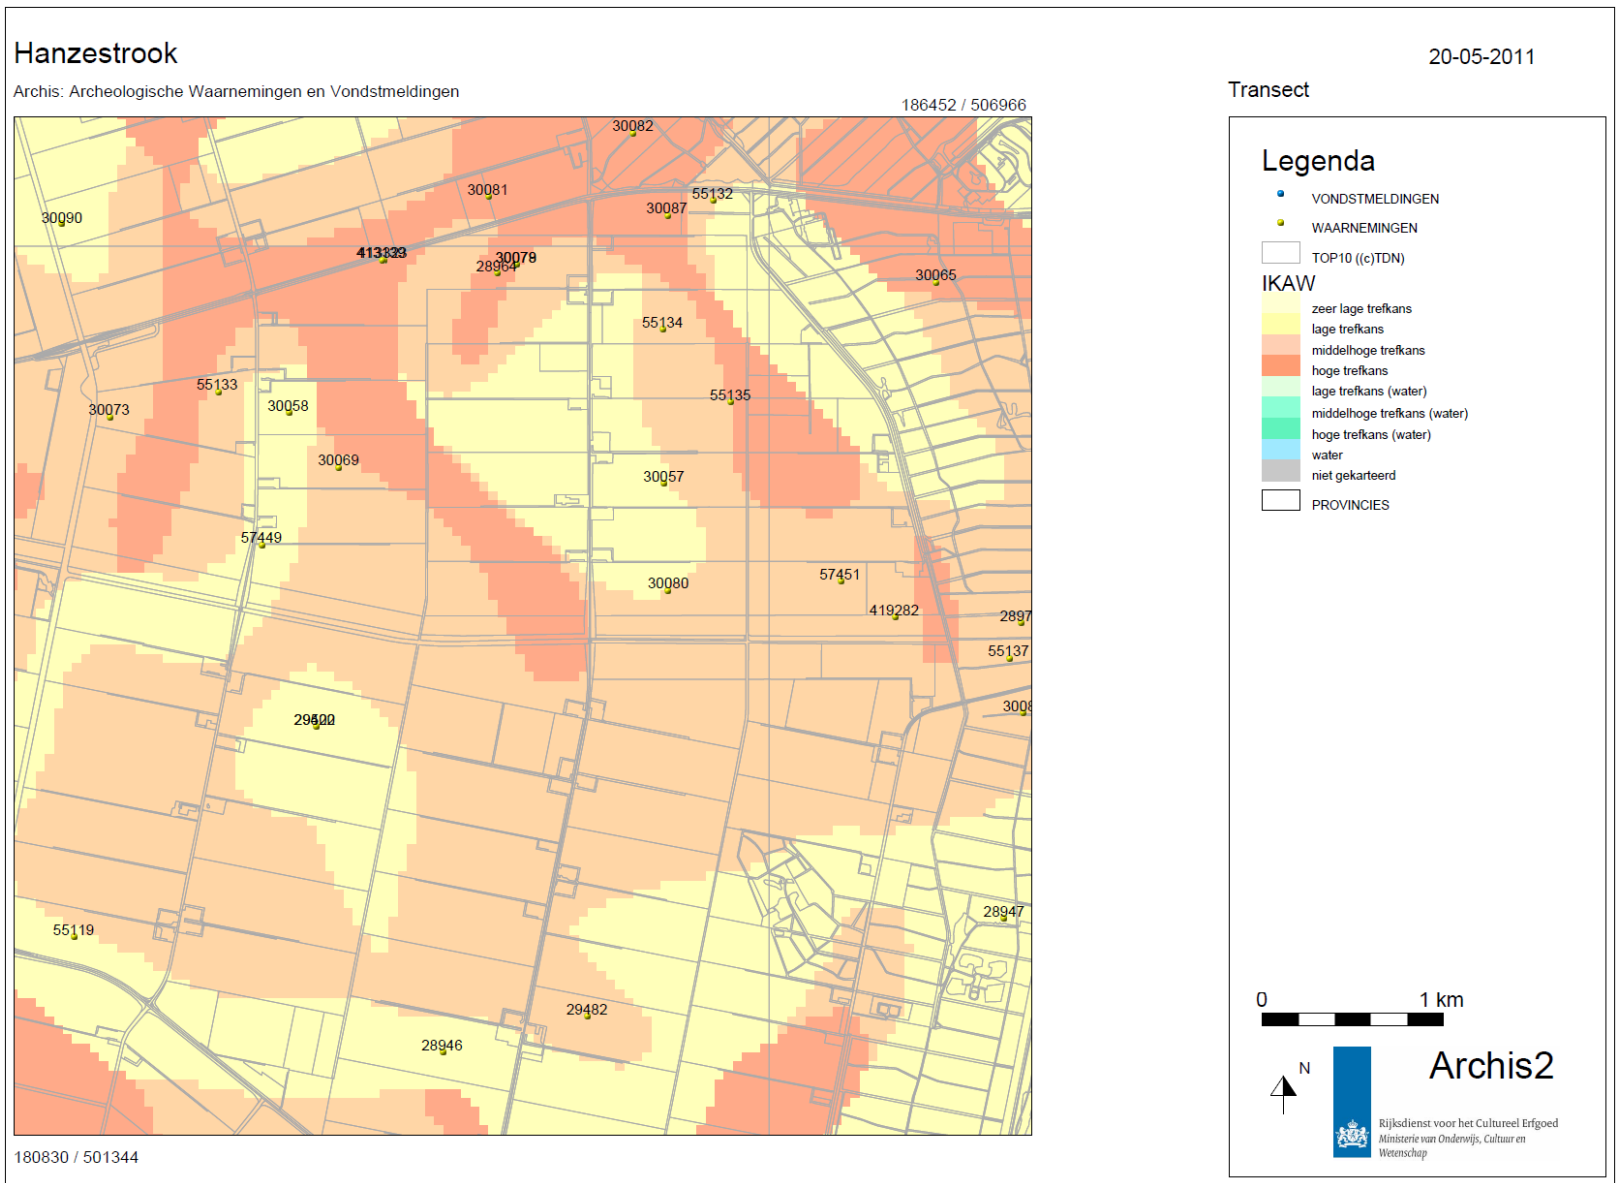 Hanzestrook
20-05-2011
Archis: Archeologische Waarnemingen en Vondstmeldingen
Transect
186452 / 506966
30082
30081
55132
30087
30090
28964
30079
30065
55134
55133
55135
30073
30058
30069
30057
57449
57451
30080
419282
2897
55137
3008
28947
55119
29482
28946
180830 / 501344
Legenda
VONDSTMELDINGEN
WAARNEMINGEN
TOP10 ((c)TDN)
IKAW
zeer lage trefkans
lage trefkans
middelhoge trefkans
hoge trefkans
lage trefkans (water)
middelhoge trefkans (water)
hoge trefkans (water)
water
niet gekarteerd
PROVINCIES
0 1 km
N
Archis2
Rijksdienst voor het Cultureel Erfgoed
Ministerie van Onderwijs, Cultuur en
Wetenschap